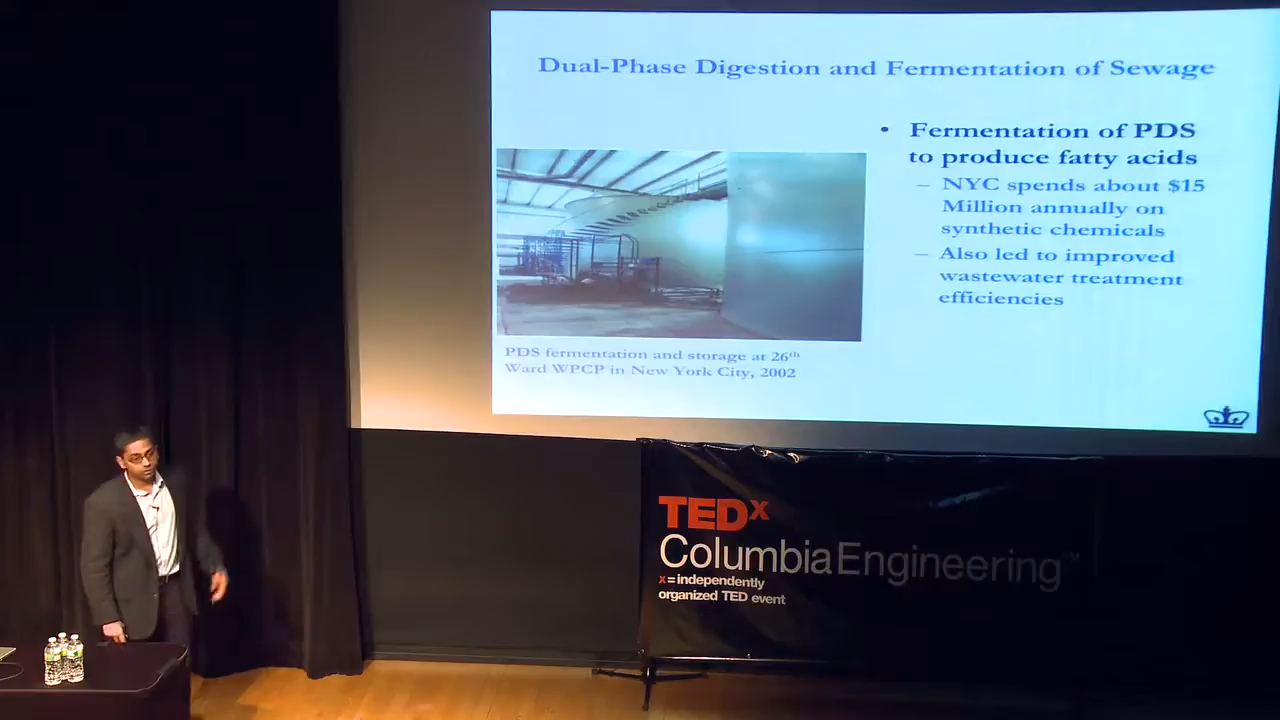 Dual-Phase Digestion and Fermentation of Sewage
• Fermentation of PDS
to produce fatty acids
– NYC spends about $15
Million annually on
synthetic chemicals
– Also led to improved
wastewater treatment
efficiencies
PDS fermentation and storage at 26th
Ward WPCP in New York City, 2002
TEDx
ColumbiaEngineering™
x = independently
organized TED event